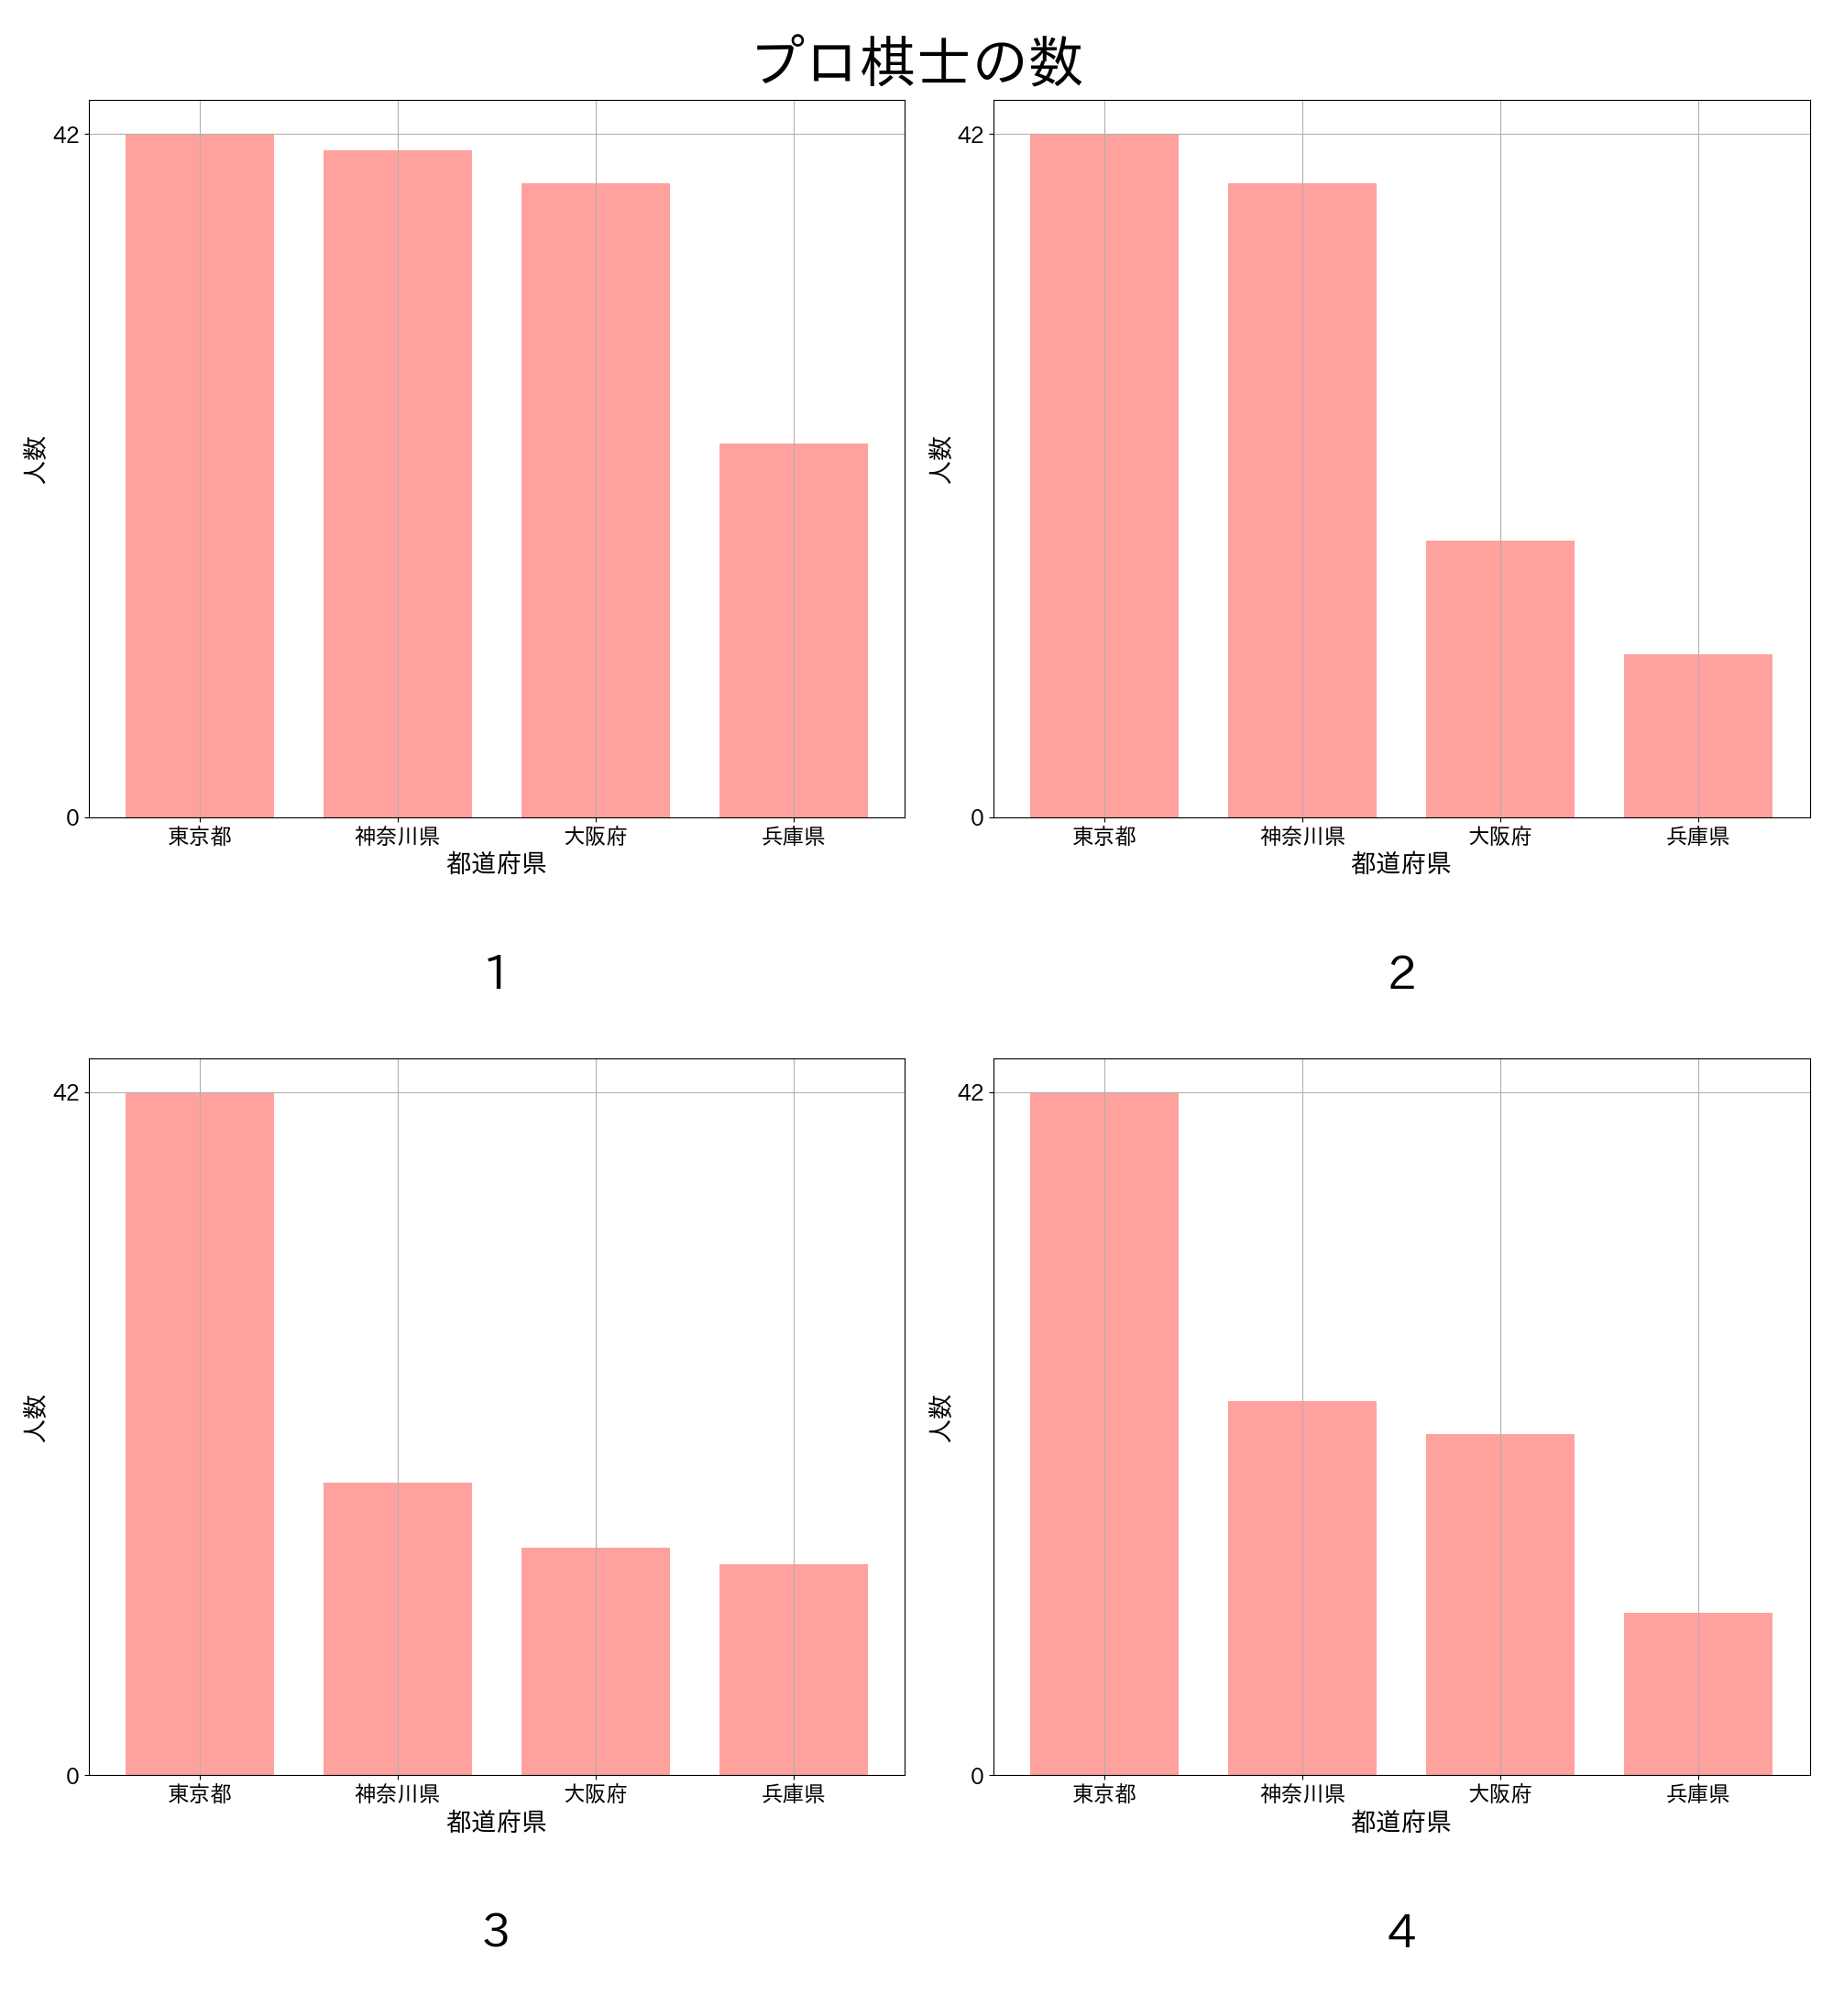 プロ棋士の数
42
0
人数
東京都 神奈川県 大阪府 兵庫県
都道府県
1
42
0
人数
東京都 神奈川県 大阪府 兵庫県
都道府県
2
42
0
人数
東京都 神奈川県 大阪府 兵庫県
都道府県
3
42
0
人数
東京都 神奈川県 大阪府 兵庫県
都道府県
4